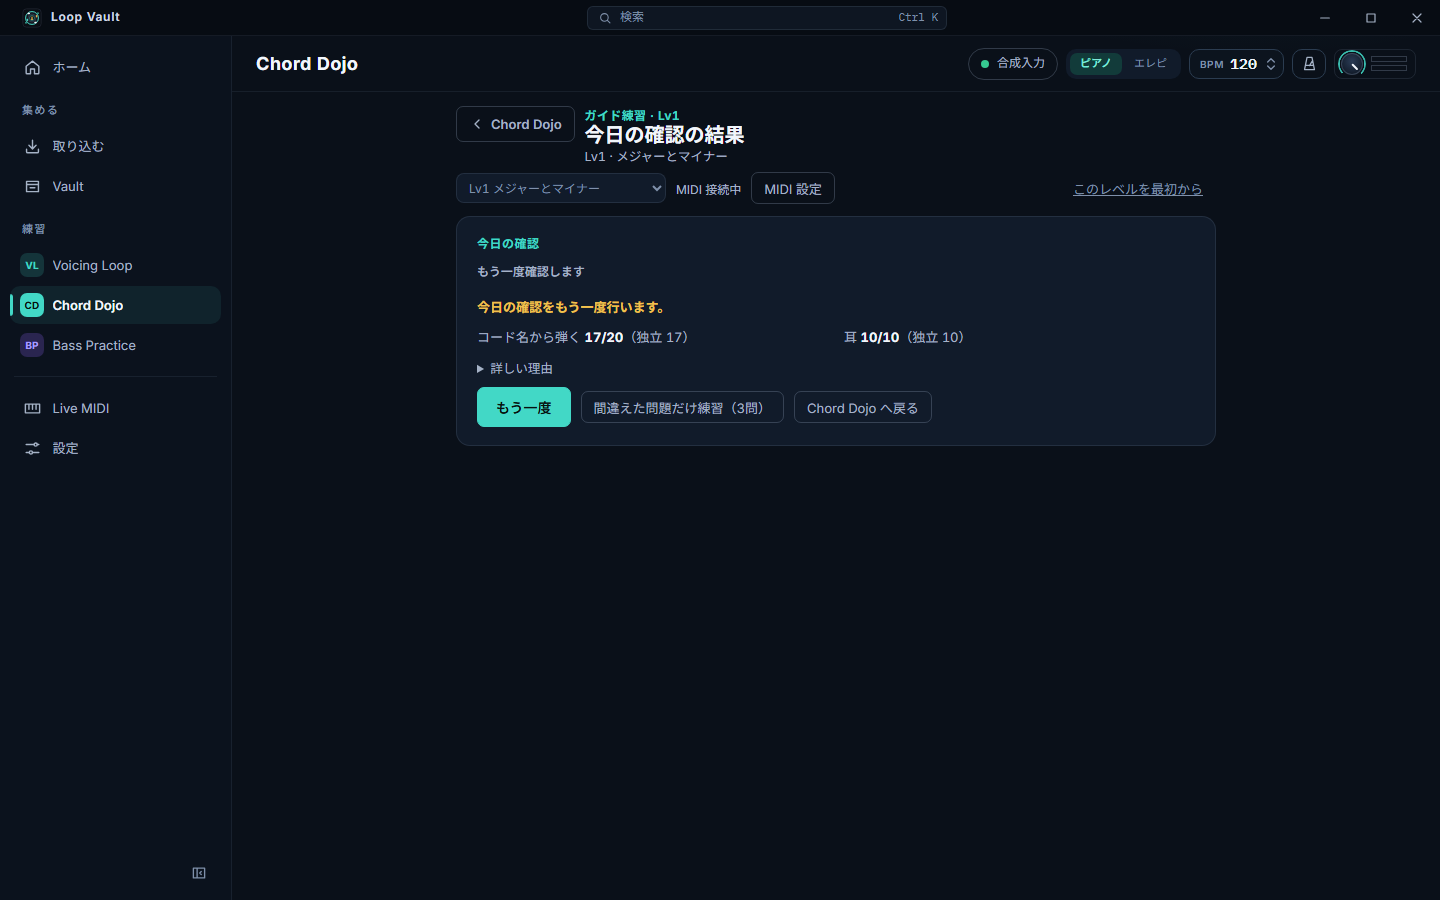 Loop Vault
検索
Ctrl K
ホーム
集める
取り込む
Vault
練習
VL Voicing Loop
CD Chord Dojo
BP Bass Practice
Live MIDI
設定
Chord Dojo
合成入力
ピアノ
エレピ
BPM 120
Chord Dojo
ガイド練習 · Lv1
今日の確認の結果
Lv1 · メジャーとマイナー
Lv1 メジャーとマイナー
MIDI 接続中
MIDI 設定
このレベルを最初から
今日の確認
もう一度確認します
今日の確認をもう一度行います。
コード名から弾く 17/20（独立 17）
耳 10/10（独立 10）
詳しい理由
もう一度
間違えた問題だけ練習（3問）
Chord Dojo へ戻る